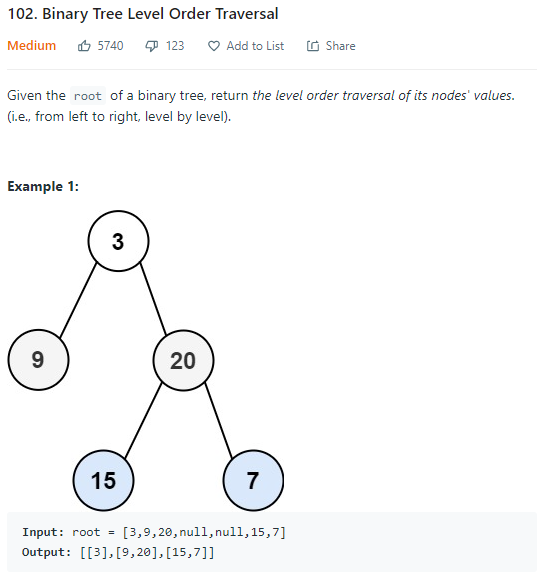 102. Binary Tree Level Order Traversal
Medium 5740 123 Add to List Share
Given the root of a binary tree, return the level order traversal of its nodes' values.
(i.e., from left to right, level by level).
Example 1:
3
9 20
15 7
Input: root = [3,9,20,null,null,15,7]
Output: [[3],[9,20],[15,7]]